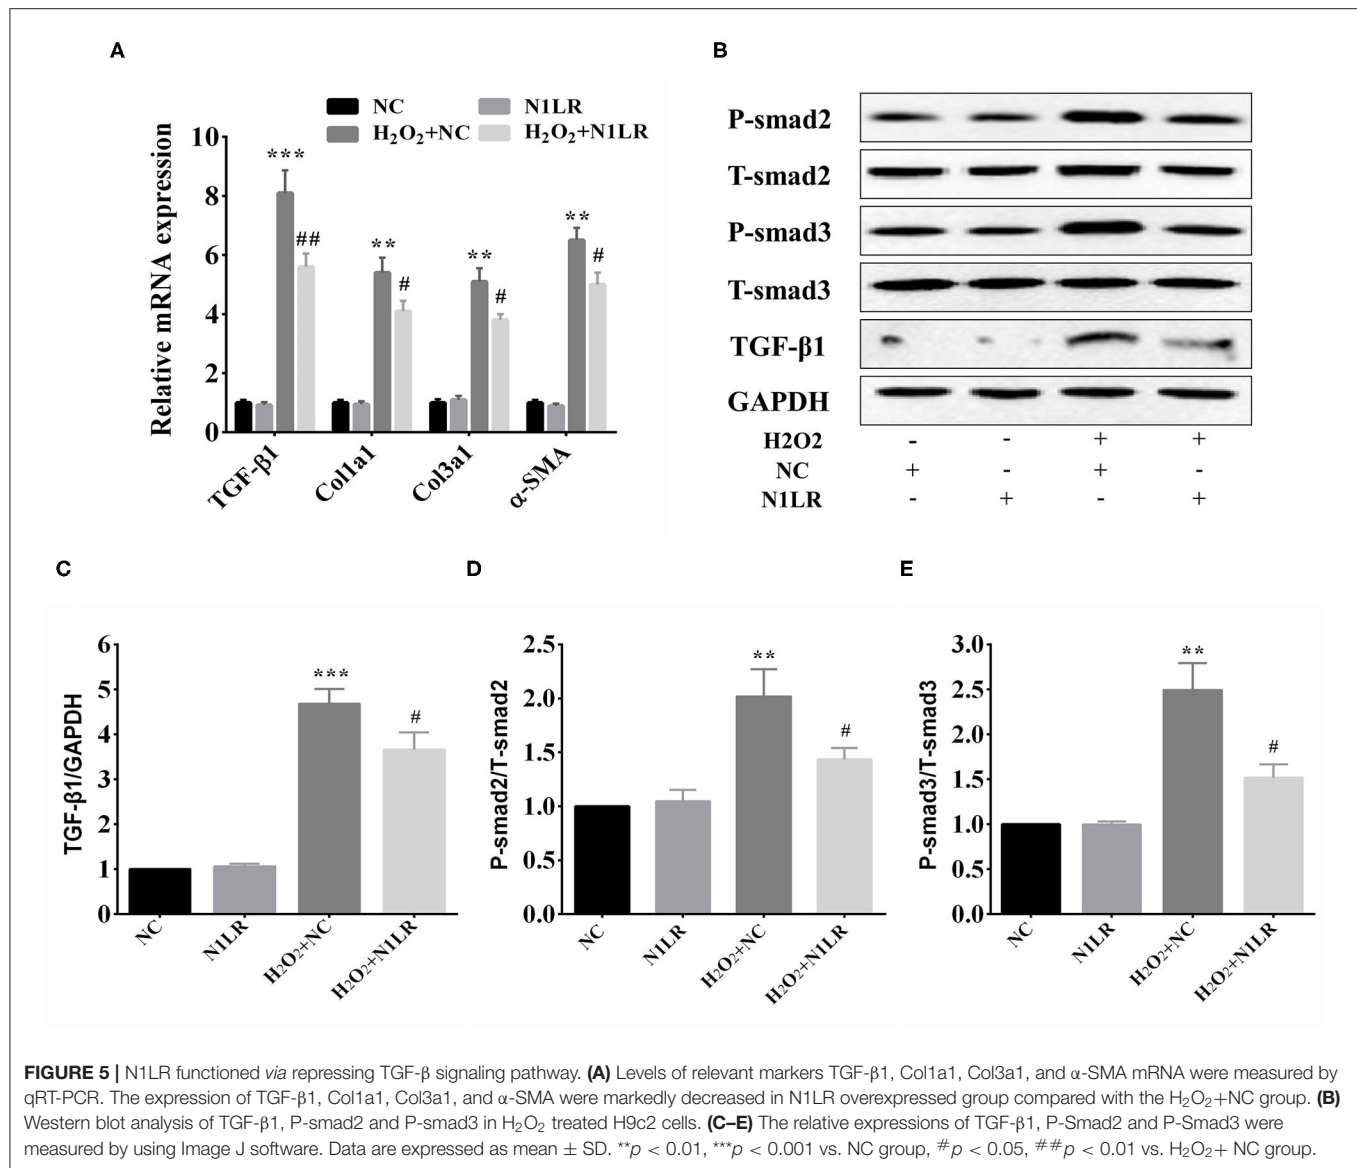 A
NC
N1LR
H₂O₂+NC
H₂O₂+N1LR
Relative mRNA expression
10
8
6
4
2
0
***
##
**
#
**
#
**
#
TGF-β1
Col1a1
Col3a1
α-SMA
B
P-smad2
T-smad2
P-smad3
T-smad3
TGF-β1
GAPDH
H2O2 - - + +
NC + - + -
N1LR - + - +
C
TGF-β1/GAPDH
6
5
4
3
2
1
0
***
#
NC
N1LR
H₂O₂+NC
H₂O₂+N1LR
D
P-smad2/T-smad2
2.5
2.0
1.5
1.0
0.5
0.0
**
#
NC
N1LR
H₂O₂+NC
H₂O₂+N1LR
E
P-smad3/T-smad3
3.0
2.5
2.0
1.5
1.0
0.5
0.0
**
#
NC
N1LR
H₂O₂+NC
H₂O₂+N1LR
FIGURE 5 | N1LR functioned via repressing TGF-β signaling pathway. (A) Levels of relevant markers TGF-β1, Col1a1, Col3a1, and α-SMA mRNA were measured by
qRT-PCR. The expression of TGF-β1, Col1a1, Col3a1, and α-SMA were markedly decreased in N1LR overexpressed group compared with the H₂O₂+NC group. (B)
Western blot analysis of TGF-β1, P-smad2 and P-smad3 in H₂O₂ treated H9c2 cells. (C–E) The relative expressions of TGF-β1, P-Smad2 and P-Smad3 were
measured by using Image J software. Data are expressed as mean ± SD. **p < 0.01, ***p < 0.001 vs. NC group, #p < 0.05, ##p < 0.01 vs. H₂O₂+ NC group.